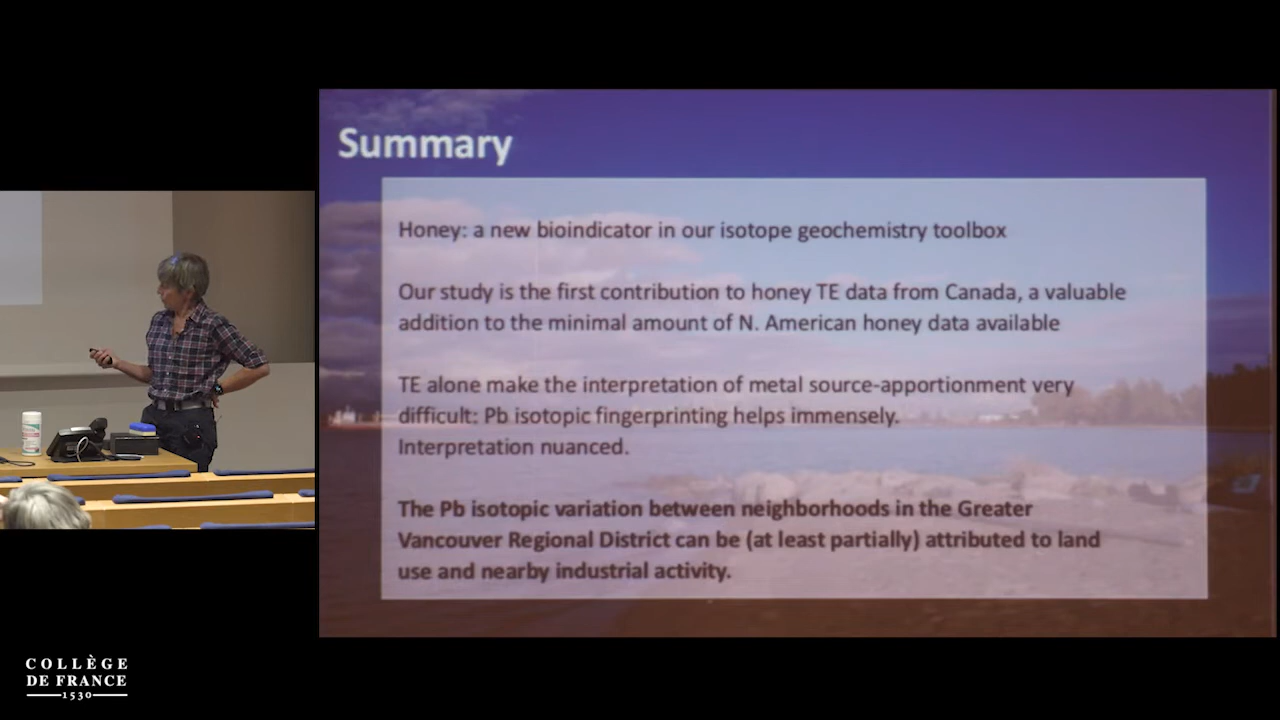 Summary
Honey: a new bioindicator in our isotope geochemistry toolbox
Our study is the first contribution to honey TE data from Canada, a valuable
addition to the minimal amount of N. American honey data available
TE alone make the interpretation of metal source-apportionment very
difficult: Pb isotopic fingerprinting helps immensely.
Interpretation nuanced.
The Pb isotopic variation between neighborhoods in the Greater
Vancouver Regional District can be (at least partially) attributed to land
use and nearby industrial activity.
COLLÈGE
DE FRANCE
1530